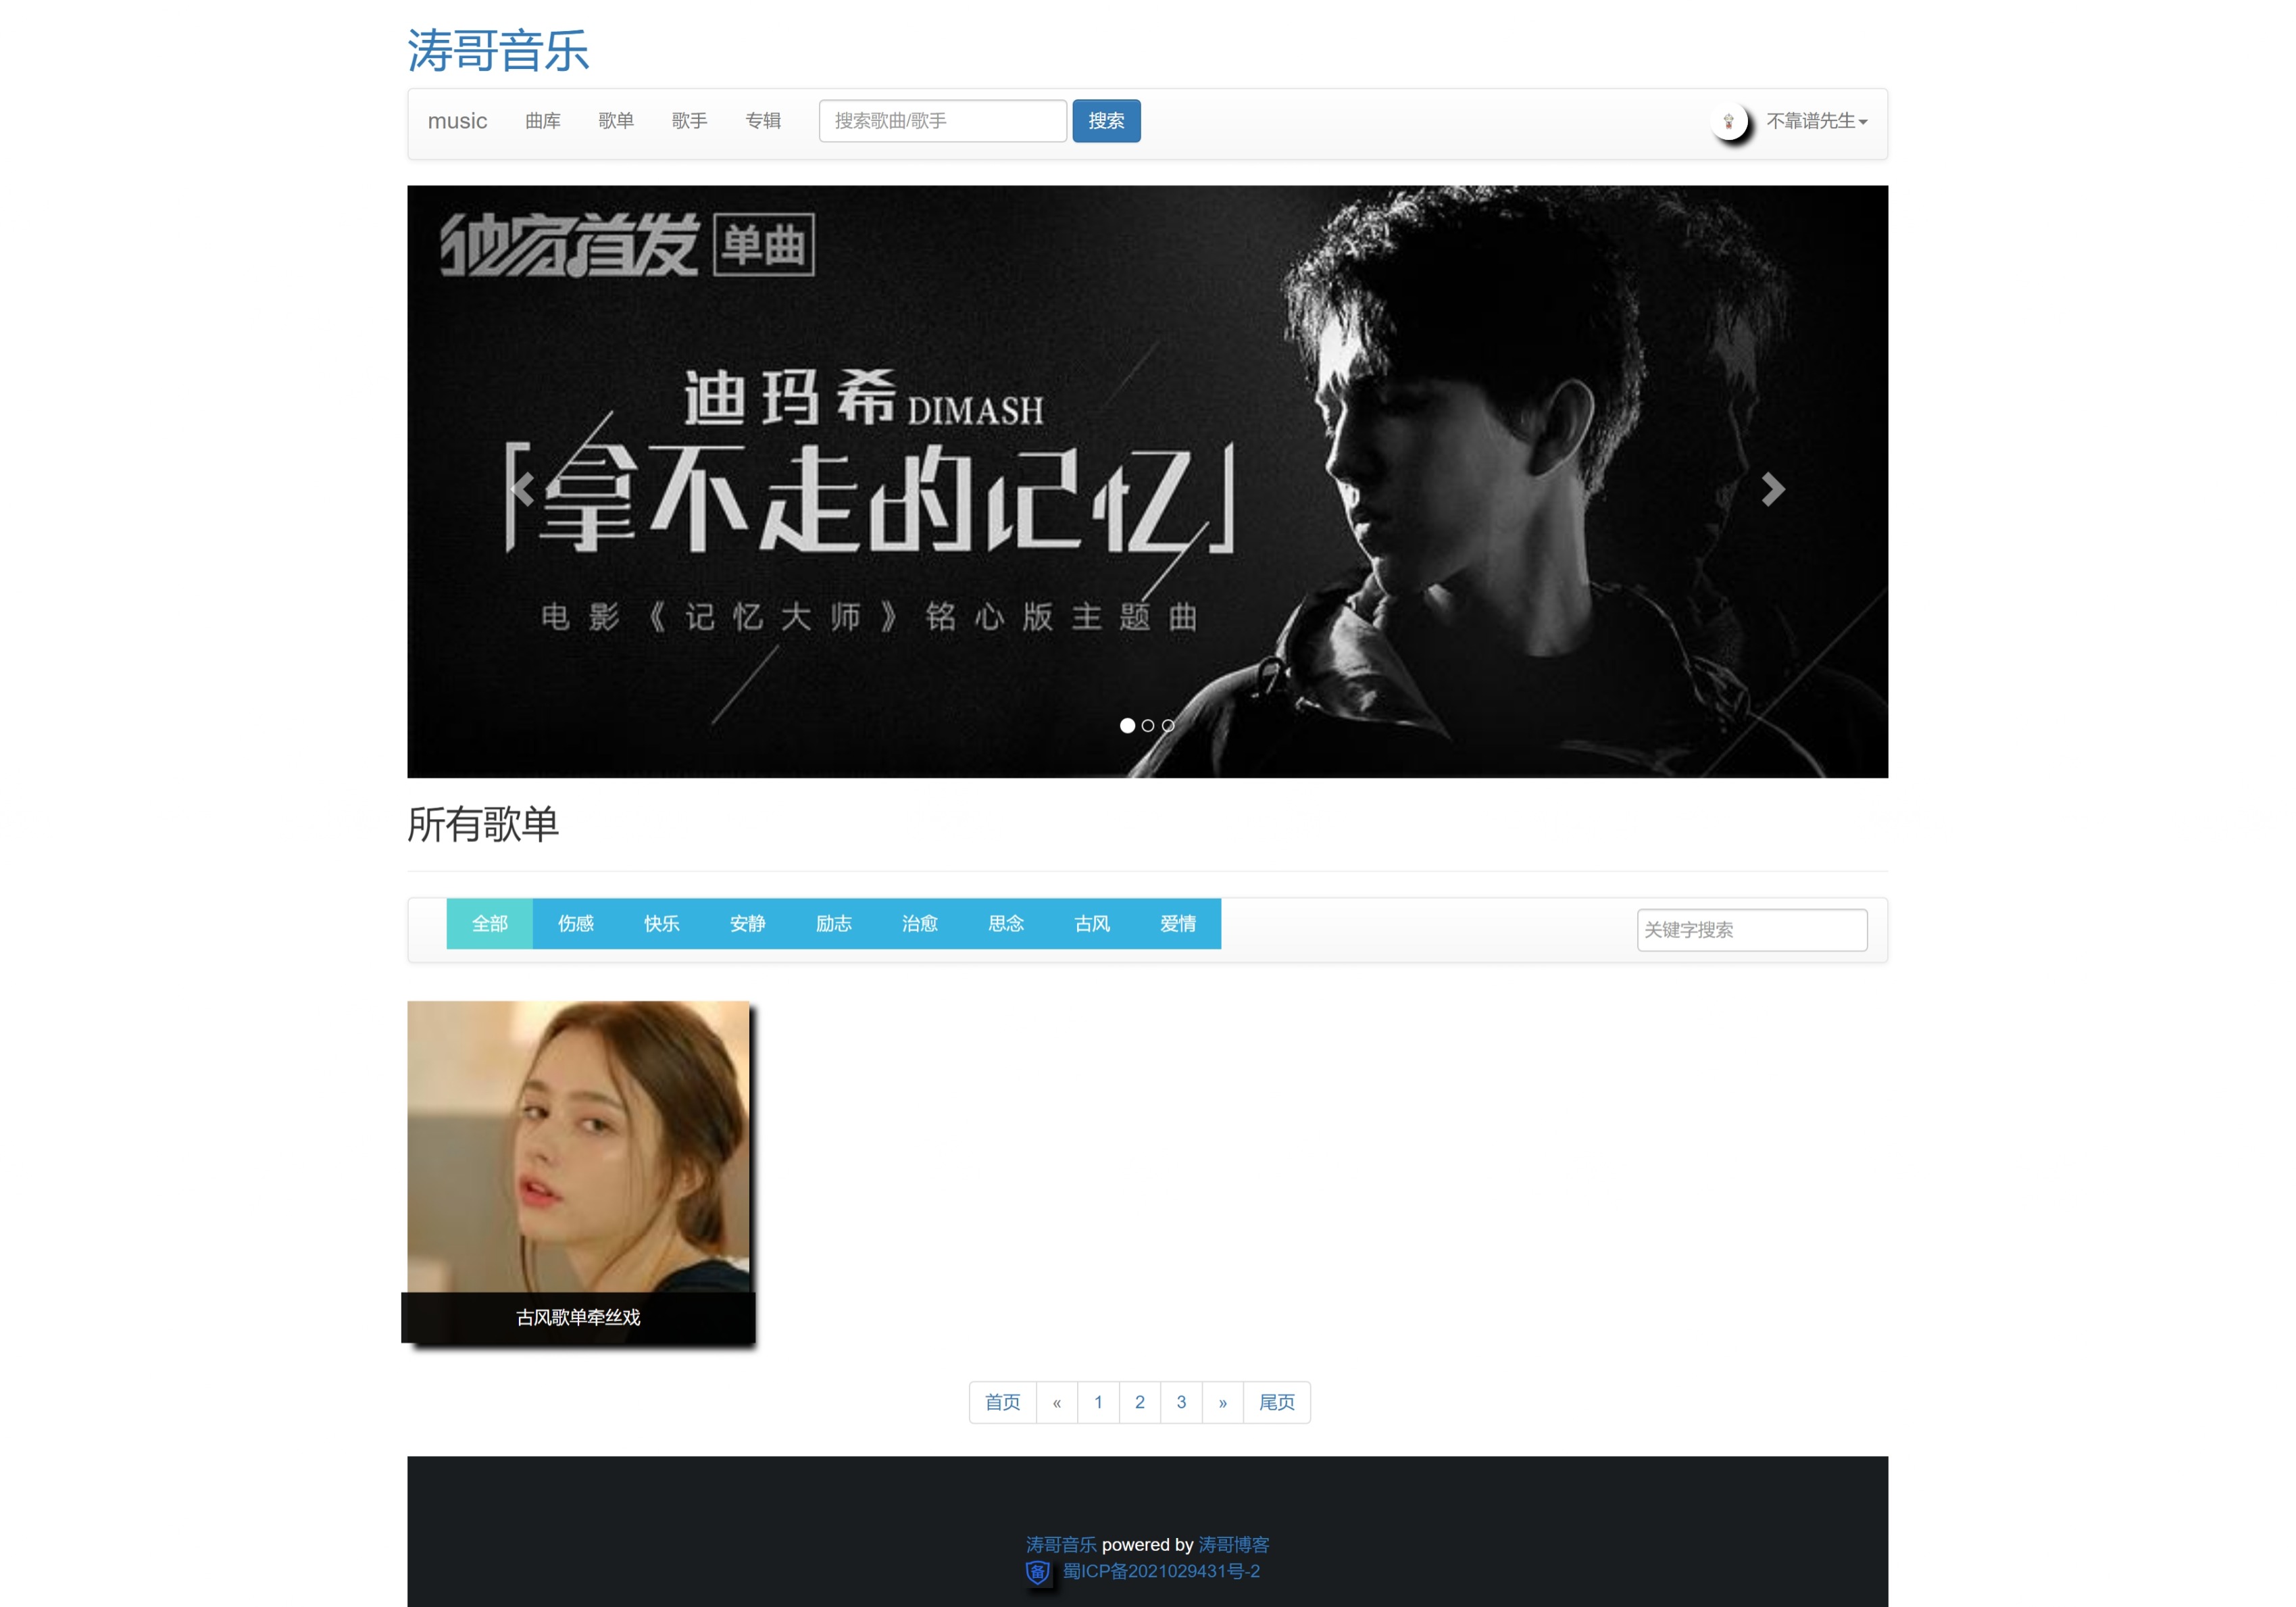 涛哥音乐
music 曲库 歌单 歌手 专辑 搜索歌曲/歌手 搜索 不靠谱先生
独家首发 单曲
迪玛希 DIMASH
「拿不走的记忆」
电影《记忆大师》铭心版主题曲
所有歌单
全部 伤感 快乐 安静 励志 治愈 思念 古风 爱情 关键字搜索
古风歌单牵丝戏
首页 « 1 2 3 » 尾页
涛哥音乐 powered by 涛哥博客
备 蜀ICP备2021029431号-2